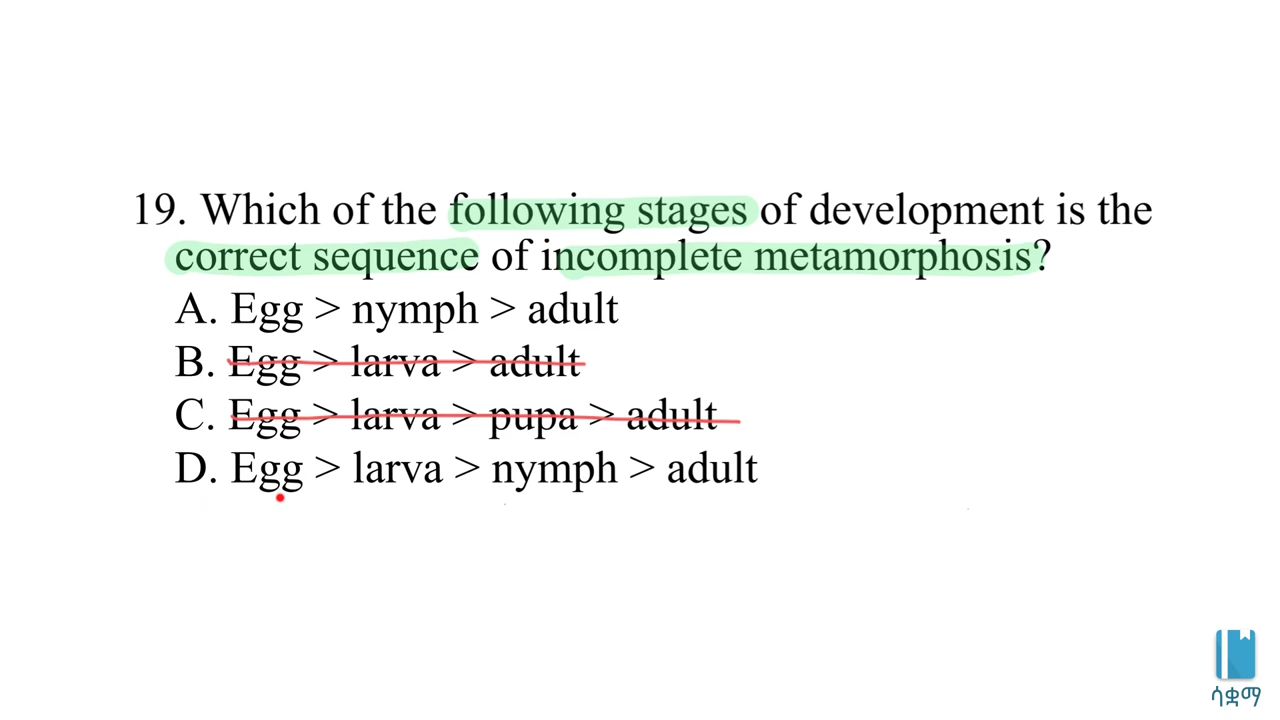 19. Which of the following stages of development is the
correct sequence of incomplete metamorphosis?
A. Egg > nymph > adult
B. Egg > larva > adult
C. Egg > larva > pupa > adult
D. Egg > larva > nymph > adult
ሳቋማ